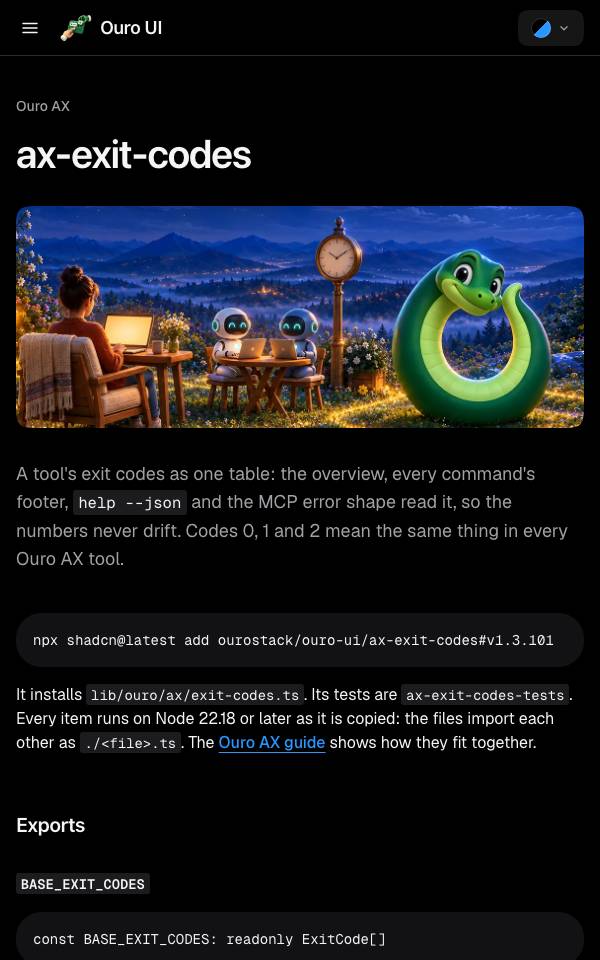 Ouro UI
Ouro AX
ax-exit-codes
A tool's exit codes as one table: the overview, every command's
footer, help --json and the MCP error shape read it, so the
numbers never drift. Codes 0, 1 and 2 mean the same thing in every
Ouro AX tool.
npx shadcn@latest add ourostack/ouro-ui/ax-exit-codes#v1.3.101
It installs lib/ouro/ax/exit-codes.ts. Its tests are ax-exit-codes-tests.
Every item runs on Node 22.18 or later as it is copied: the files import each
other as ./<file>.ts. The Ouro AX guide shows how they fit together.
Exports
BASE_EXIT_CODES
const BASE_EXIT_CODES: readonly ExitCode[]